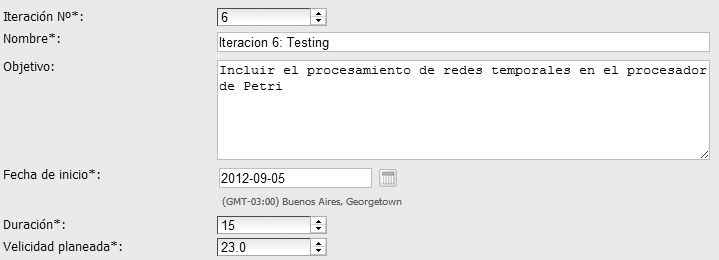 Iteración Nº*: 6
Nombre*: Iteracion 6: Testing
Objetivo: Incluir el procesamiento de redes temporales en el procesador
de Petri
Fecha de inicio*: 2012-09-05
(GMT-03:00) Buenos Aires, Georgetown
Duración*: 15
Velicidad planeada*: 23.0